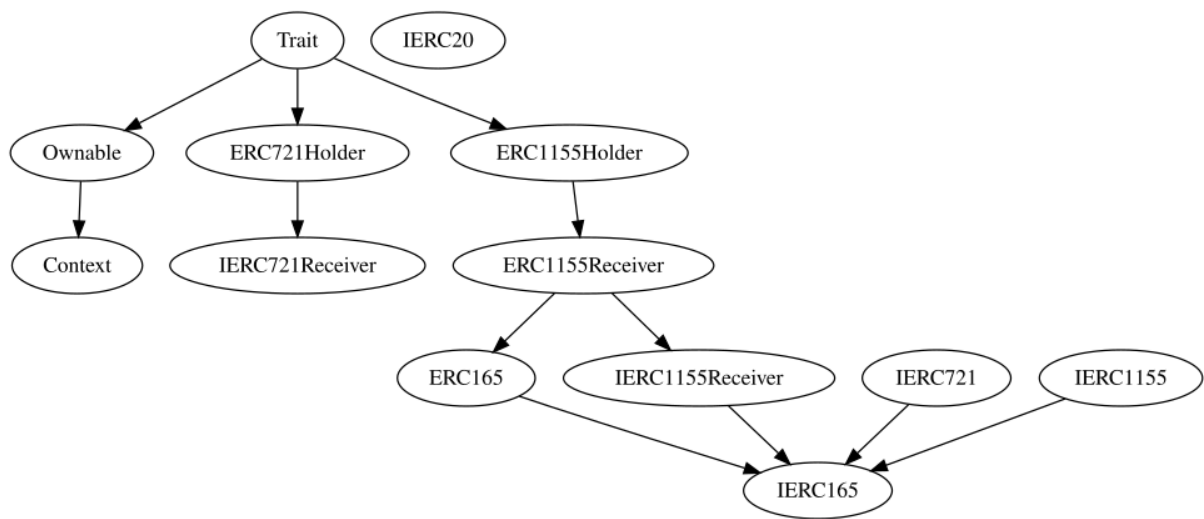 Trait
IERC20
Ownable
ERC721Holder
ERC1155Holder
Context
IERC721Receiver
ERC1155Receiver
ERC165
IERC1155Receiver
IERC721
IERC1155
IERC165